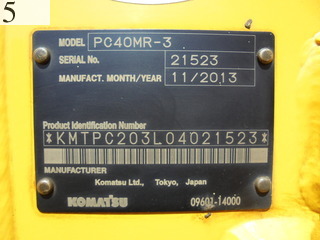 5
MODEL PC40MR-3
SERIAL No. 21523
MANUFACT. MONTH/YEAR 11/2013
Product Identification Number
*KMTPC203L04021523*
MANUFACTURER
Komatsu Ltd., Tokyo, Japan
KOMATSU 09601-14000